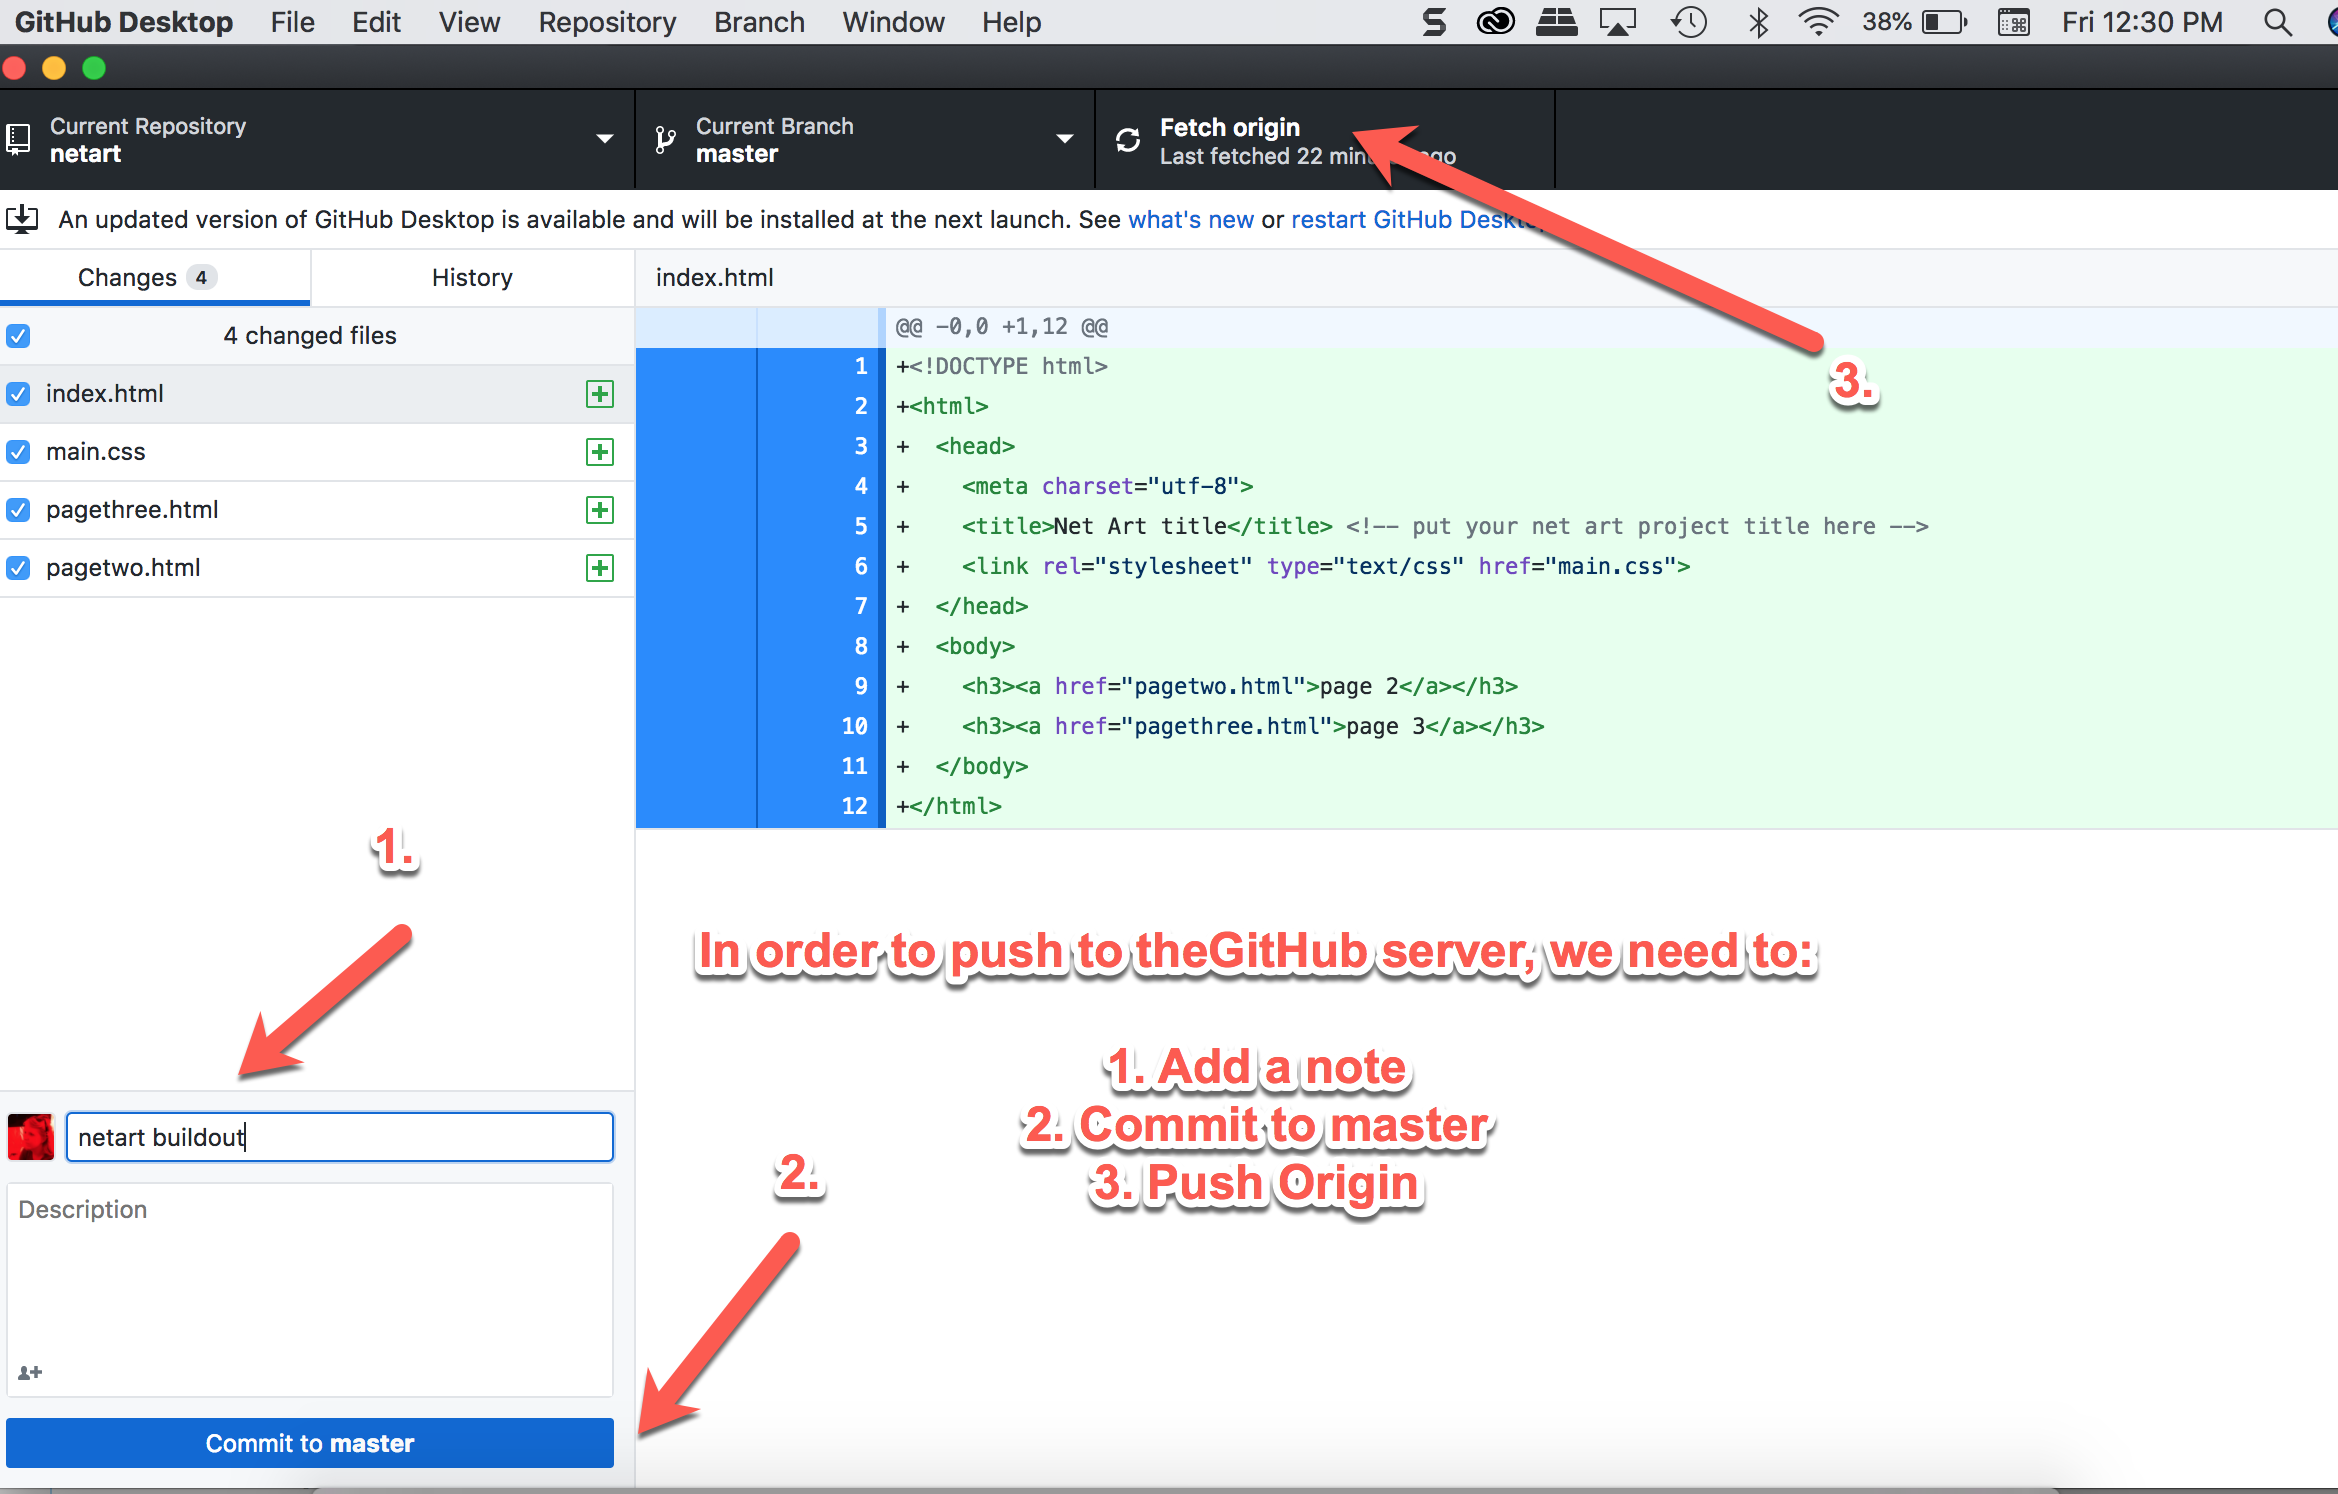 GitHub Desktop File Edit View Repository Branch Window Help 38% Fri 12:30 PM
Current Repository
netart
Current Branch
master
Fetch origin
Last fetched 22 go
An updated version of GitHub Desktop is available and will be installed at the next launch. See what's new or restart GitHub
Changes 4 History
4 changed files
index.html
main.css
pagethree.html
pagetwo.html
index.html
@@ -0,0 +1,12 @@
1 +<!DOCTYPE html>
2 +<html>
3 +  <head>
4 +    <meta charset="utf-8">
5 +    <title>Net Art title</title> <!-- put your net art project title here -->
6 +    <link rel="stylesheet" type="text/css" href="main.css">
7 +  </head>
8 +  <body>
9 +    <h3><a href="pagetwo.html">page 2</a></h3>
10 +    <h3><a href="pagethree.html">page 3</a></h3>
11 +  </body>
12 +</html>
3.
1.
In order to push to theGitHub server, we need to:
1. Add a note
2. Commit to master
3. Push Origin
netart buildout
2.
Description
Commit to master